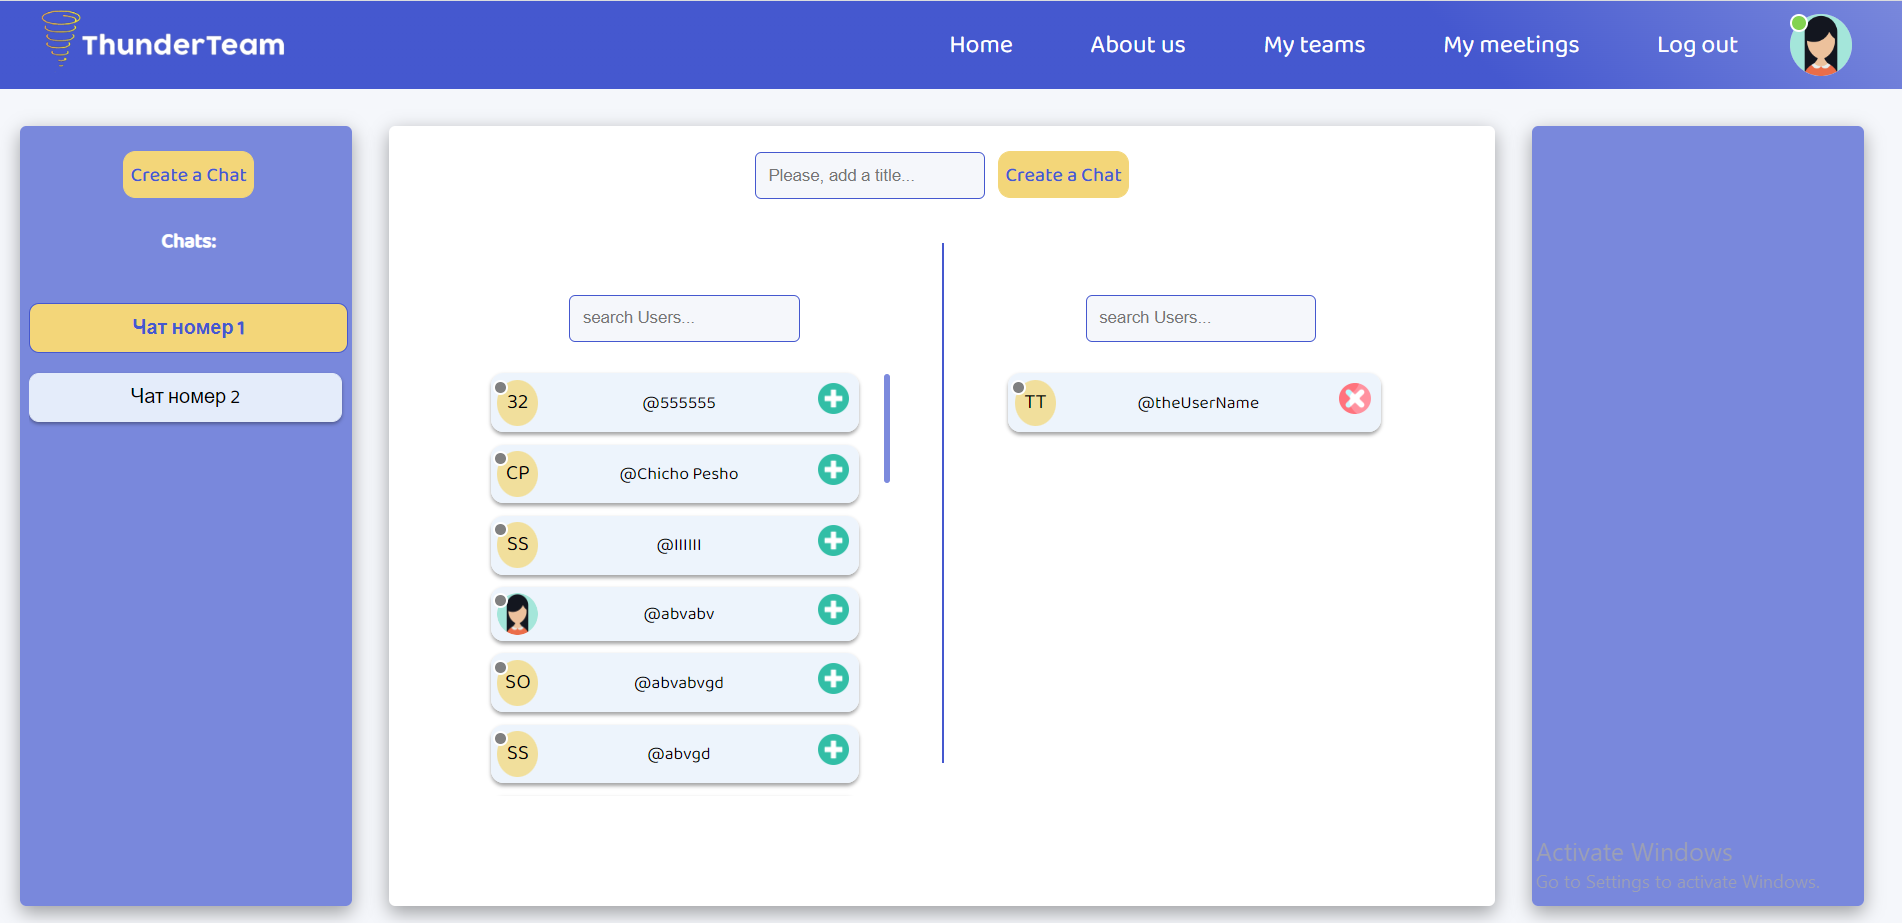 ThunderTeam
Home
About us
My teams
My meetings
Log out
Create a Chat
Chats:
Чат номер 1
Чат номер 2
Please, add a title...
Create a Chat
search Users...
32
@555555
CP
@Chicho Pesho
SS
@llllll
@abvabv
SO
@abvabvgd
SS
@abvgd
search Users...
TT
@theUserName
Activate Windows
Go to Settings to activate Windows.